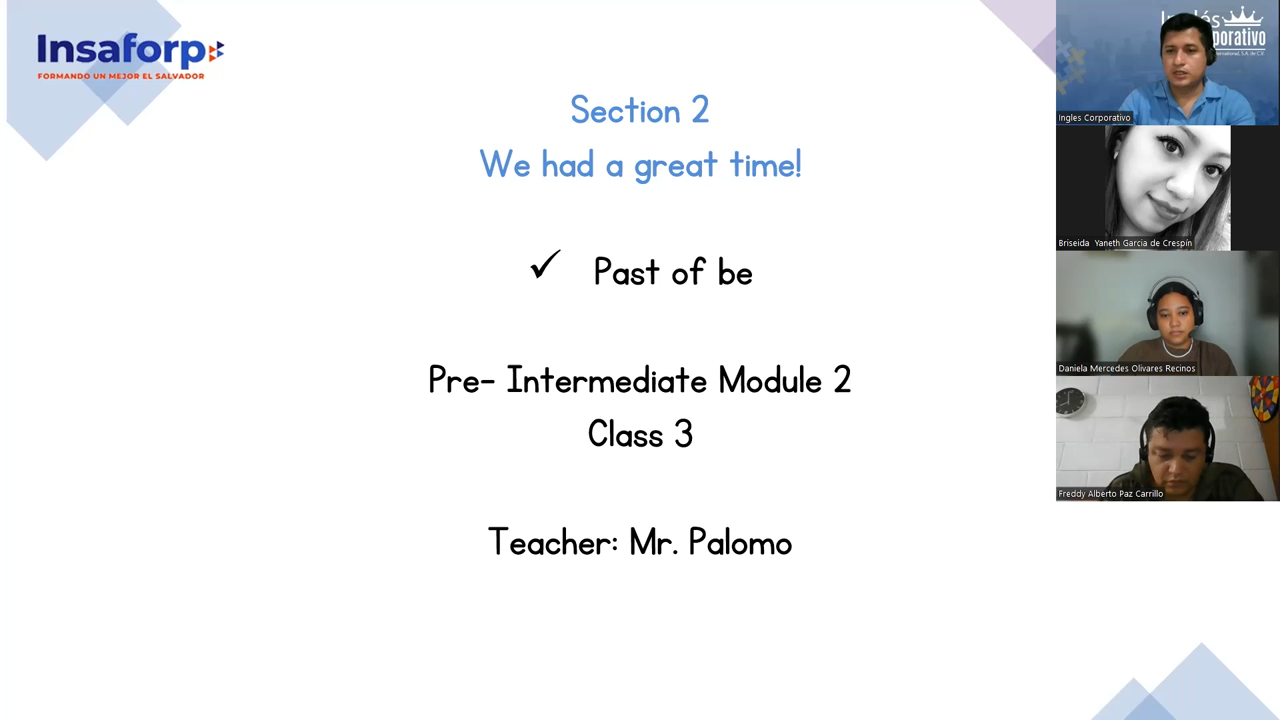 Insaforp
FORMANDO UN MEJOR EL SALVADOR
Section 2
We had a great time!
✓ Past of be
Pre- Intermediate Module 2
Class 3
Teacher: Mr. Palomo
Ingles Corporativo
Briseida Yaneth Garcia de Crespin
Daniela Mercedes Olivares Recinos
Freddy Alberto Paz Carrillo